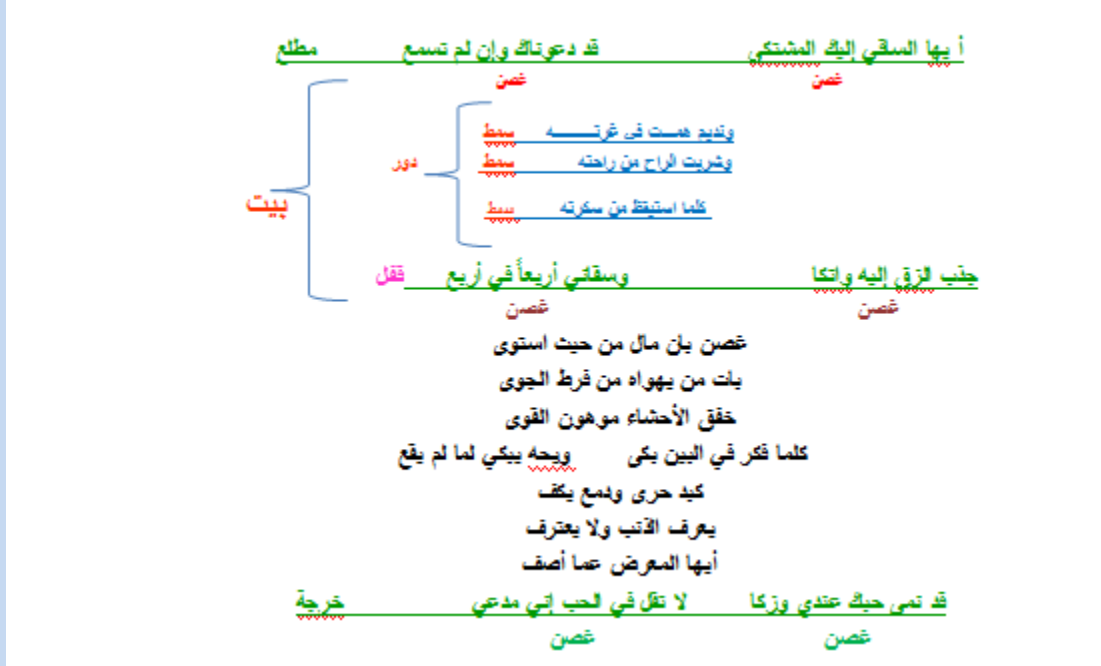 أ يها الساقي إليك المشتكي قد دعوناك وإن لم تسمع مطلع
غصن غصن
ونديم همــت فى غرتـــــــه سمط
وشربت الراح من راحته سمط
دور
بيت
كلما استيقظ من سكرته سمط
جذب الزق إليه واتكا وسقاني أربعاً في أربع قفل
غصن غصن
غصن بان مال من حيث استوى
بات من يهواه من فرط الجوى
خفق الأحشاء موهون القوى
كلما فكر في البين بكى ويحه يبكي لما لم يقع
كبد حرى ودمع يكف
يعرف الذنب ولا يعترف
أيها المعرض عما أصف
قد نمى حبك عندي وزكا لا تقل في الحب إني مدعي خرجة
غصن غصن